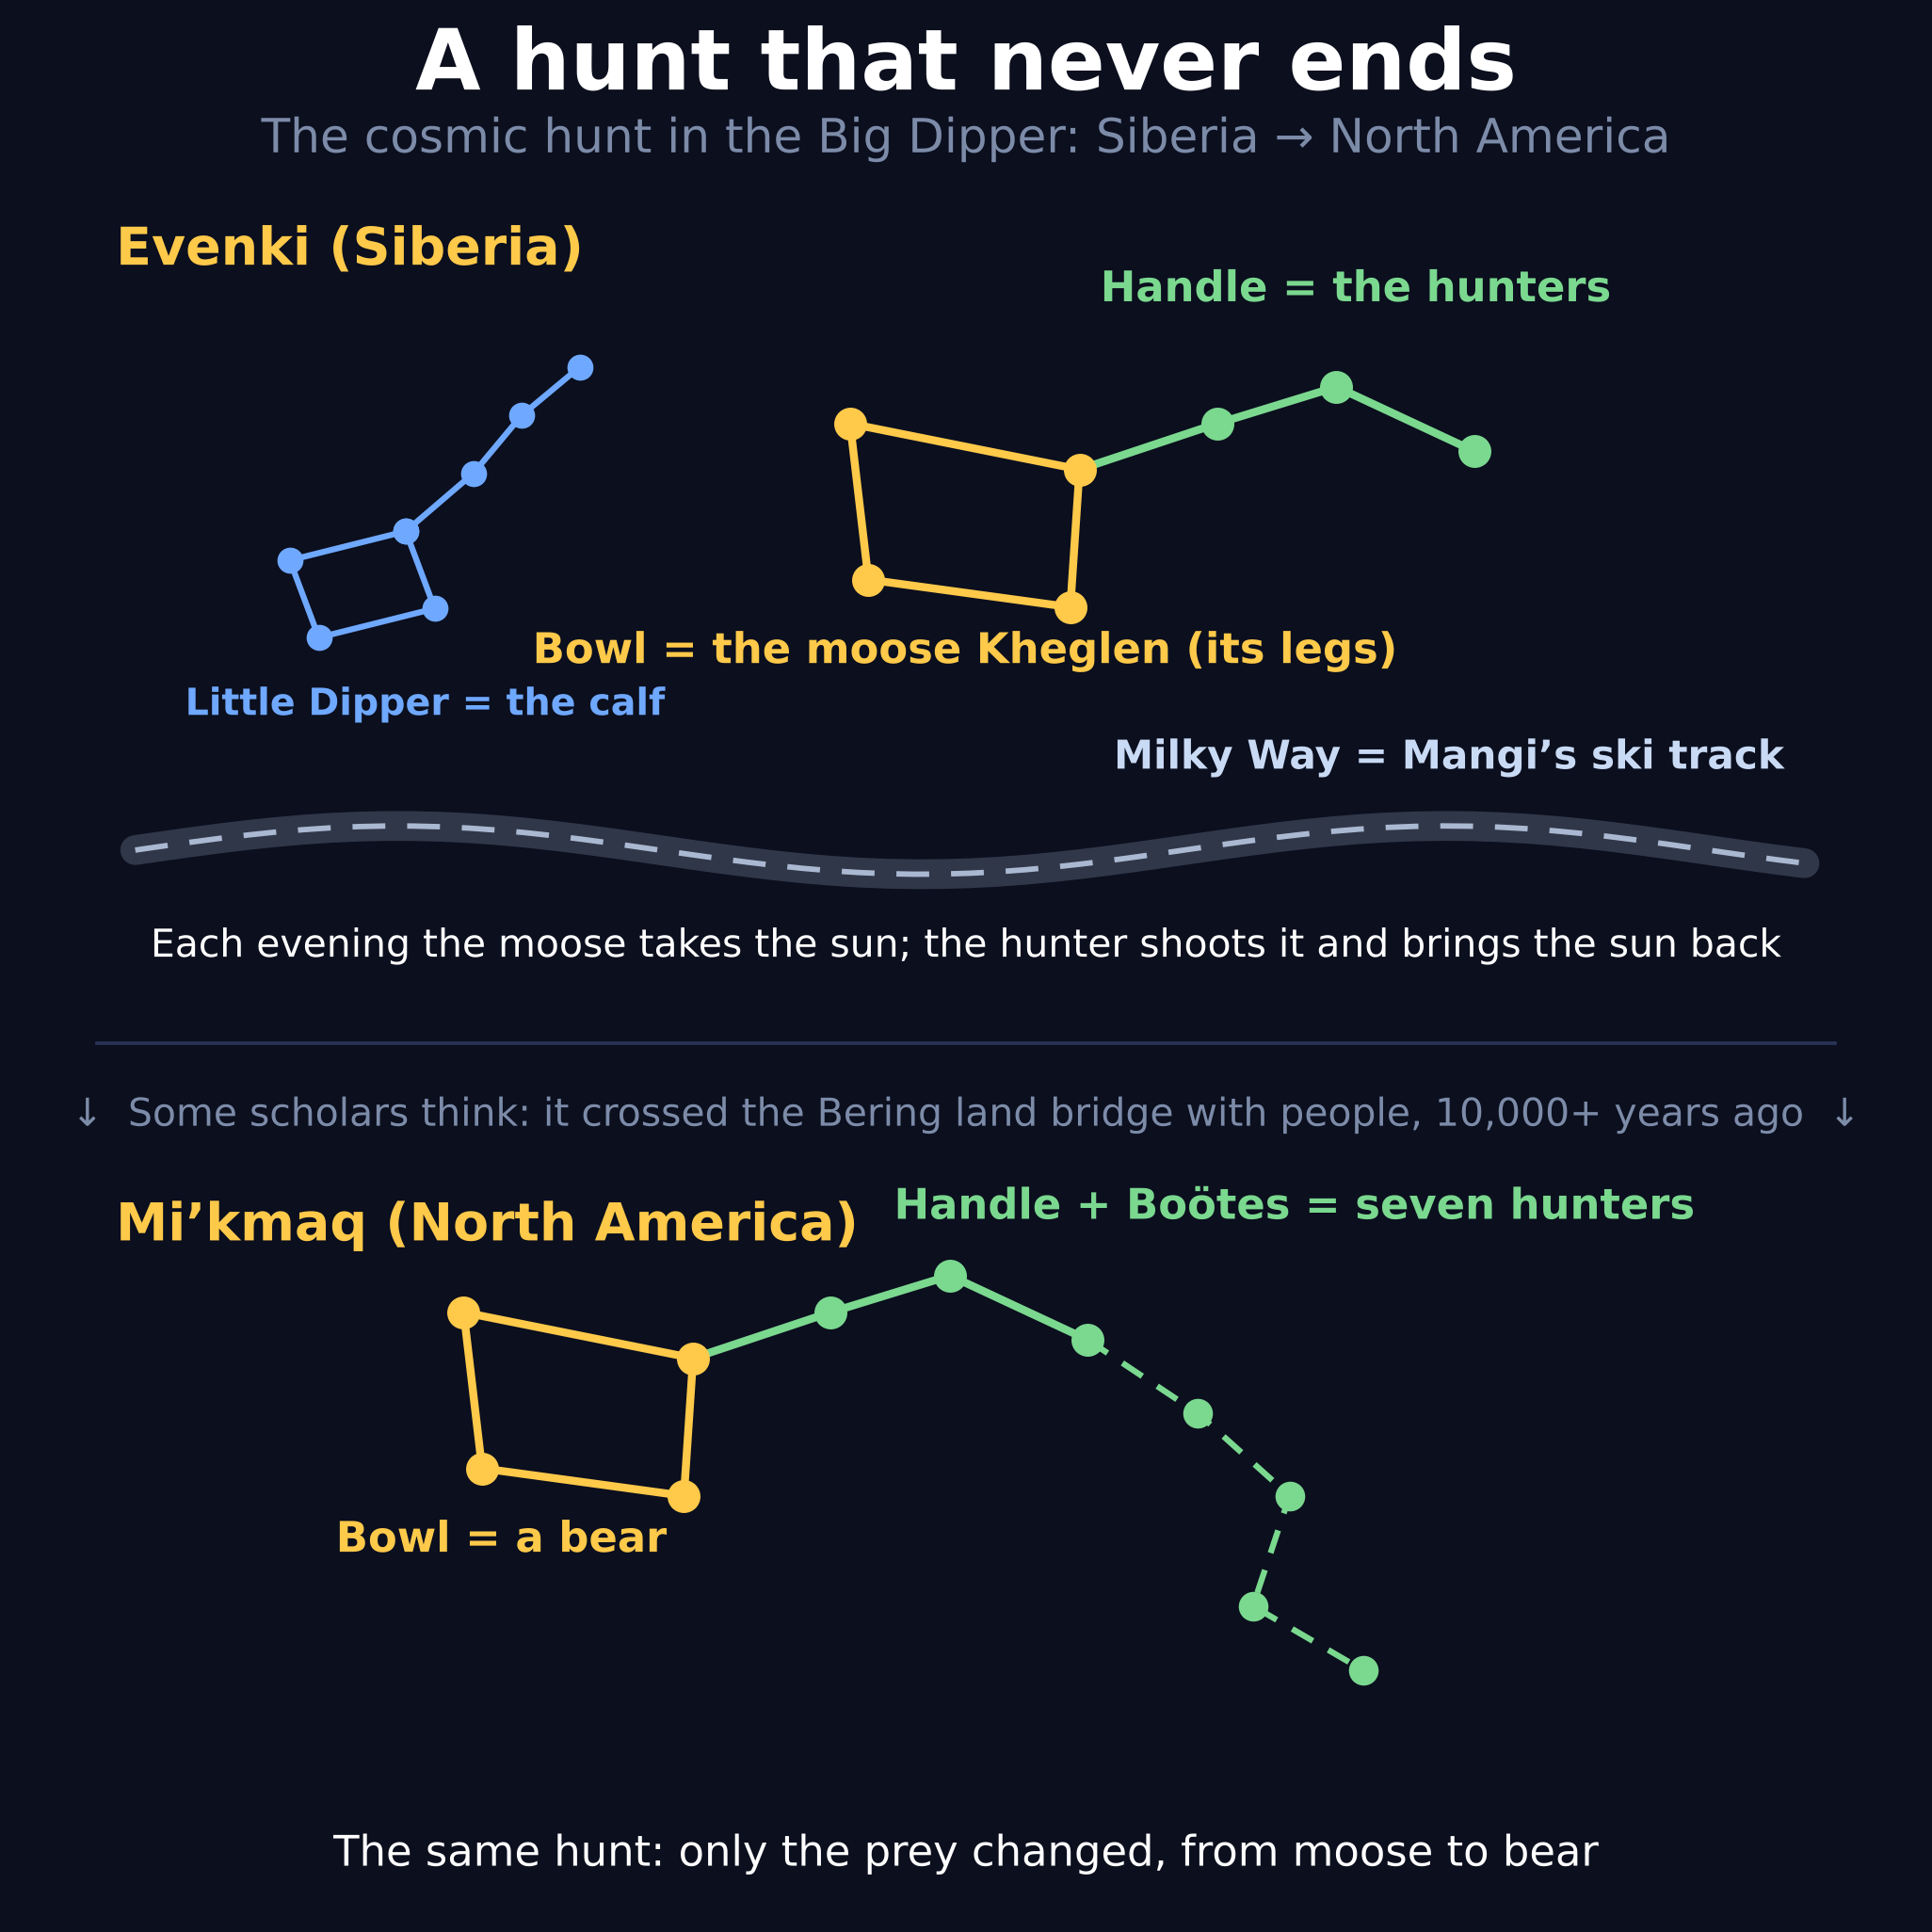 A hunt that never ends
The cosmic hunt in the Big Dipper: Siberia → North America
Evenki (Siberia)
Handle = the hunters
Bowl = the moose Kheglen (its legs)
Little Dipper = the calf
Milky Way = Mangi’s ski track
Each evening the moose takes the sun; the hunter shoots it and brings the sun back
↓ Some scholars think: it crossed the Bering land bridge with people, 10,000+ years ago ↓
Mi’kmaq (North America)
Handle + Boötes = seven hunters
Bowl = a bear
The same hunt: only the prey changed, from moose to bear